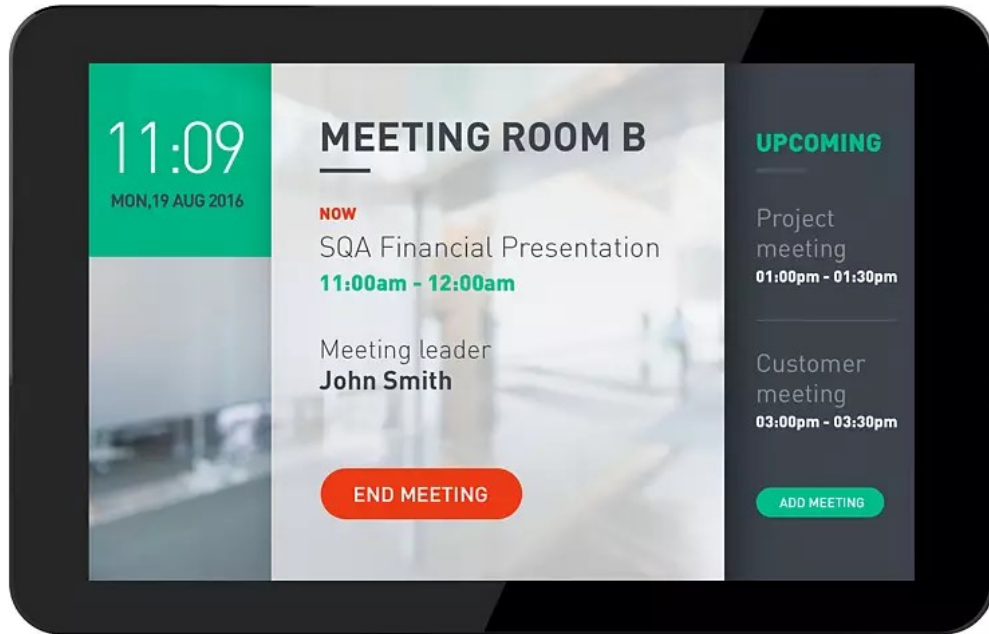 11:09
MON,19 AUG 2016
MEETING ROOM B
NOW
SQA Financial Presentation
11:00am - 12:00am
Meeting leader
John Smith
END MEETING
UPCOMING
Project
meeting
01:00pm - 01:30pm
Customer
meeting
03:00pm - 03:30pm
ADD MEETING